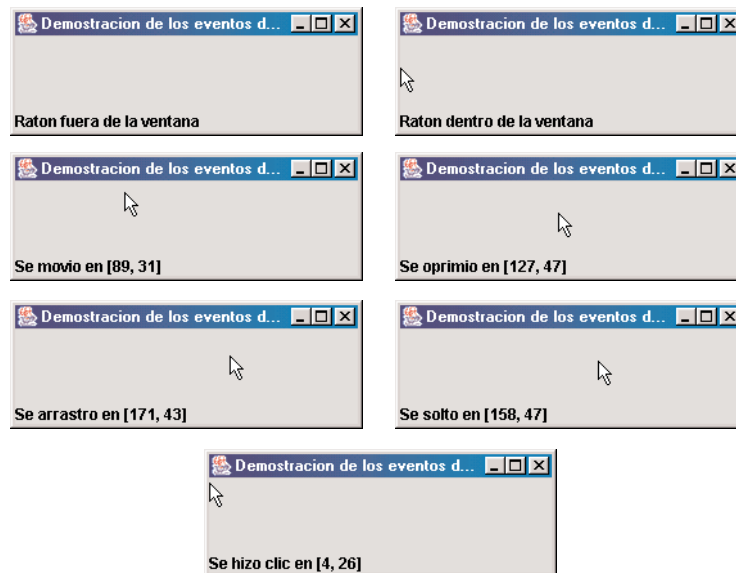 Demostracion de los eventos d...
Raton fuera de la ventana
Demostracion de los eventos d...
Raton dentro de la ventana
Demostracion de los eventos d...
Se movio en [89, 31]
Demostracion de los eventos d...
Se oprimio en [127, 47]
Demostracion de los eventos d...
Se arrastro en [171, 43]
Demostracion de los eventos d...
Se solto en [158, 47]
Demostracion de los eventos d...
Se hizo clic en [4, 26]